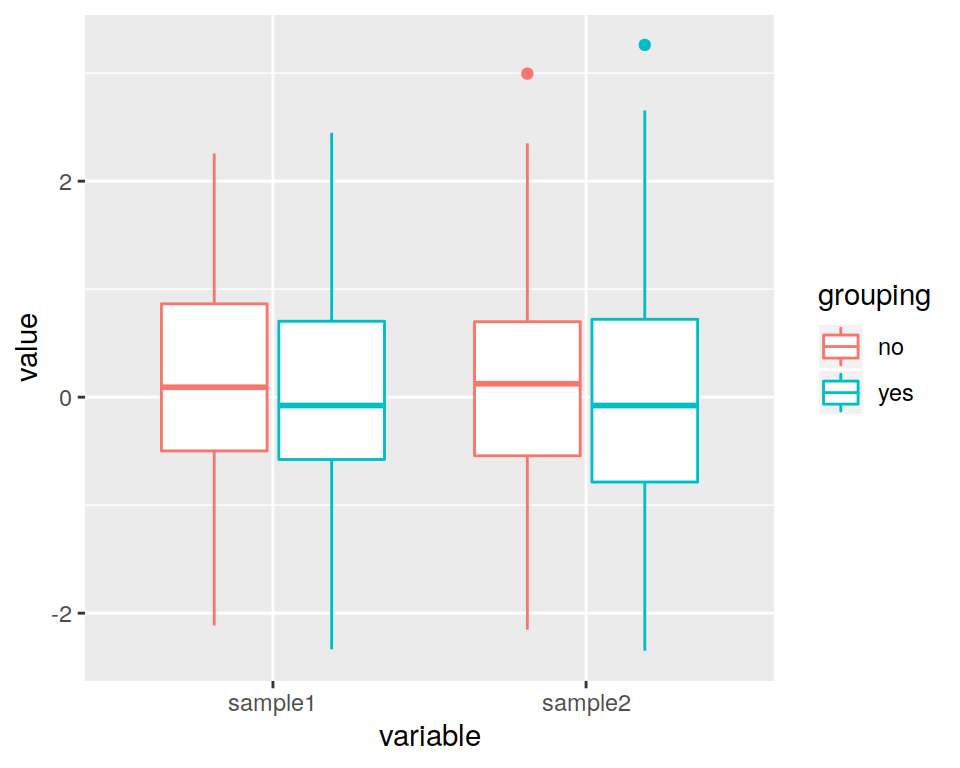 value
2
0
-2
sample1 sample2
variable
grouping
no
yes